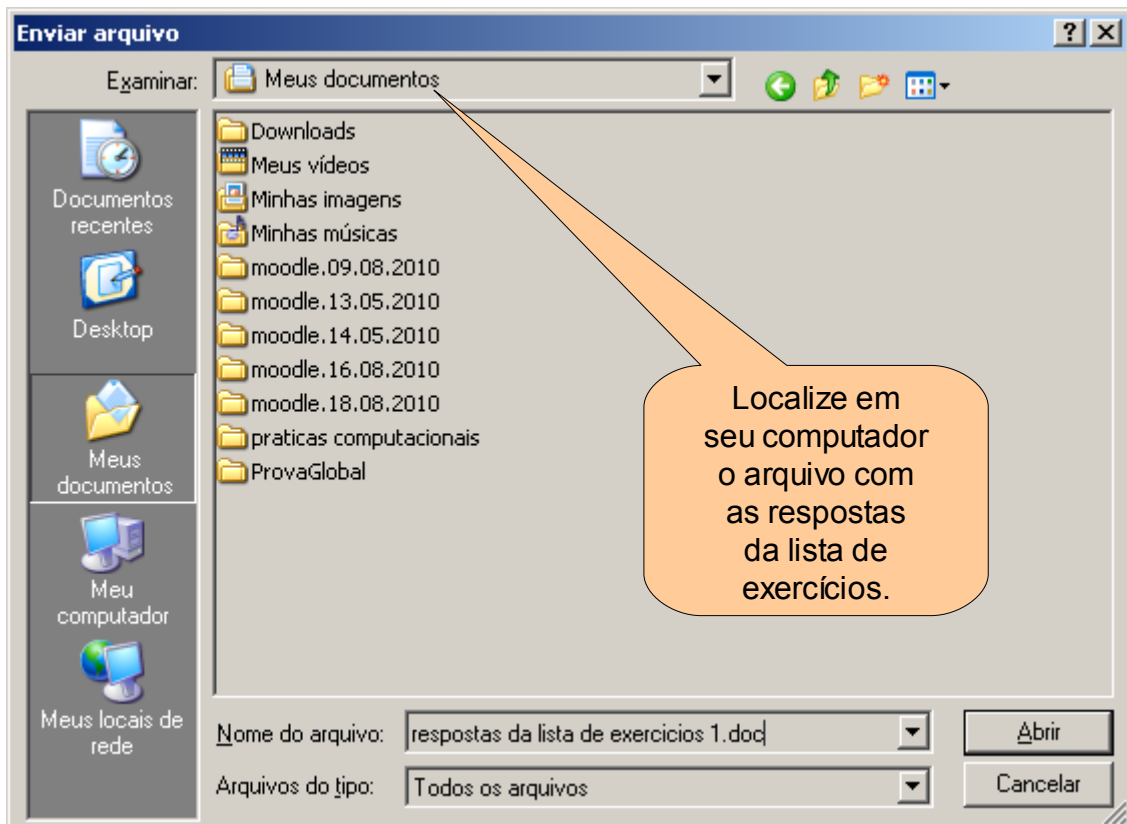 Enviar arquivo
Examinar:
Meus documentos
Documentos
recentes
Desktop
Meus
documentos
Meu
computador
Meus locais de
rede
Downloads
Meus vídeos
Minhas imagens
Minhas músicas
moodle.09.08.2010
moodle.13.05.2010
moodle.14.05.2010
moodle.16.08.2010
moodle.18.08.2010
praticas computacionais
ProvaGlobal
Localize em
seu computador
o arquivo com
as respostas
da lista de
exercícios.
Nome do arquivo:
respostas da lista de exercicios 1.doc
Abrir
Arquivos do tipo:
Todos os arquivos
Cancelar